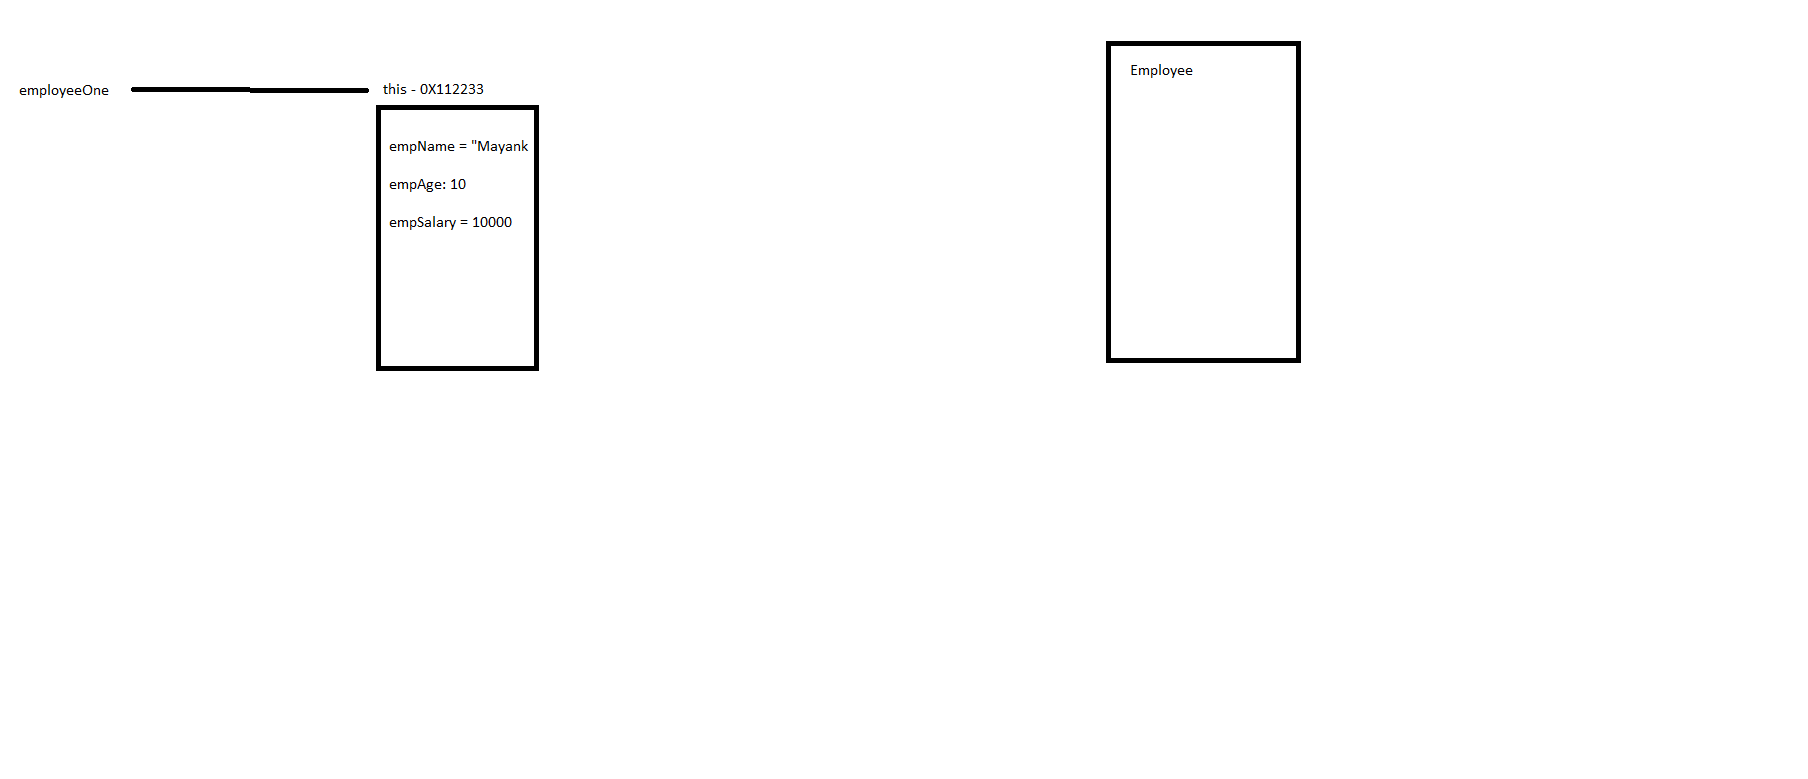 Employee
employeeOne
this - 0X112233
empName = "Mayank
empAge: 10
empSalary = 10000